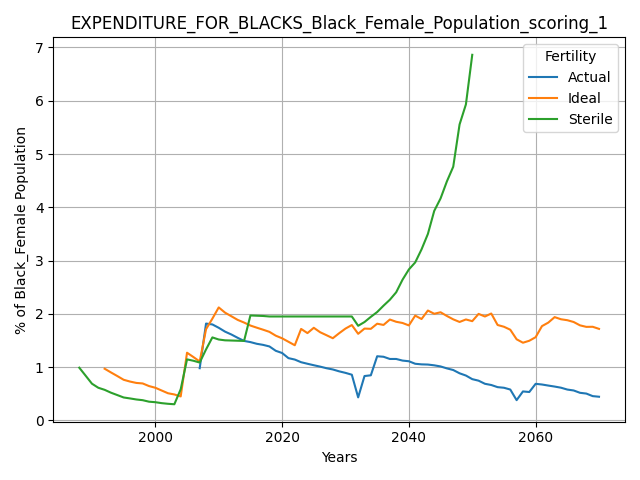 EXPENDITURE_FOR_BLACKS_Black_Female_Population_scoring_1
Fertility
Actual
Ideal
Sterile
% of Black_Female Population
7
6
5
4
3
2
1
0
2000
2020
2040
2060
Years